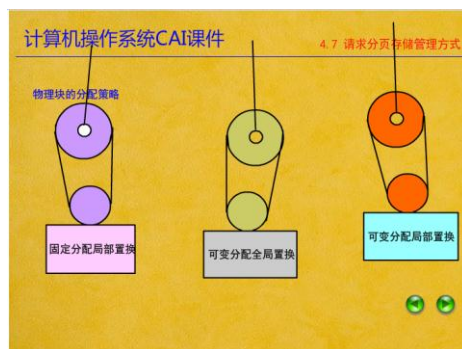 计算机操作系统CAI课件
4.7 请求分页存储管理方式
物理块的分配策略
固定分配局部置换
可变分配全局置换
可变分配局部置换